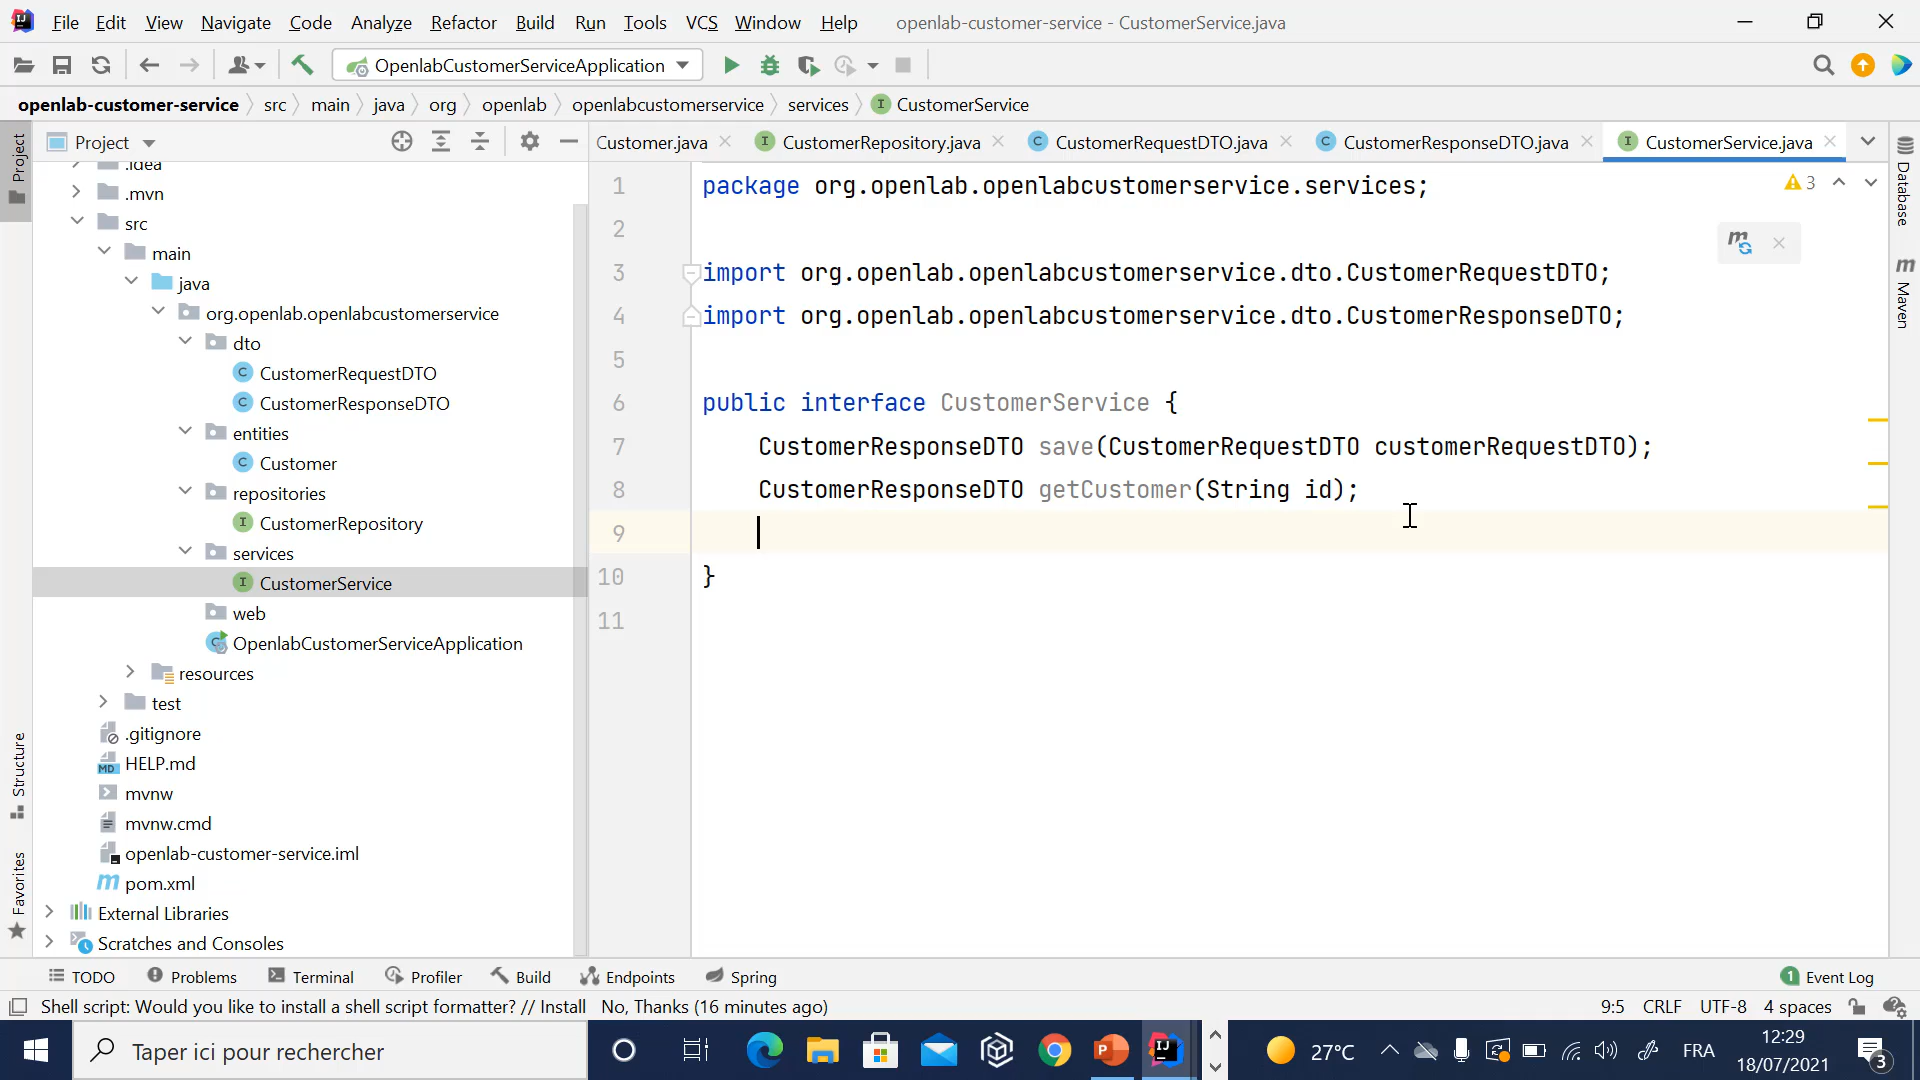 File Edit View Navigate Code Analyze Refactor Build Run Tools VCS Window Help openlab-customer-service - CustomerService.java
OpenlabCustomerServiceApplication
openlab-customer-service src main java org openlab openlabcustomerservice services CustomerService
Project
Customer.java CustomerRepository.java CustomerRequestDTO.java CustomerResponseDTO.java CustomerService.java
Project
Structure
Favorites
.idea
.mvn
src
main
java
org.openlab.openlabcustomerservice
dto
CustomerRequestDTO
CustomerResponseDTO
entities
Customer
repositories
CustomerRepository
services
CustomerService
web
OpenlabCustomerServiceApplication
resources
test
.gitignore
HELP.md
mvnw
mvnw.cmd
openlab-customer-service.iml
pom.xml
External Libraries
Scratches and Consoles
1 package org.openlab.openlabcustomerservice.services;
2
3 import org.openlab.openlabcustomerservice.dto.CustomerRequestDTO;
4 import org.openlab.openlabcustomerservice.dto.CustomerResponseDTO;
5
6 public interface CustomerService {
7 CustomerResponseDTO save(CustomerRequestDTO customerRequestDTO);
8 CustomerResponseDTO getCustomer(String id);
9
10 }
11
3
Database
Maven
TODO Problems Terminal Profiler Build Endpoints Spring 1 Event Log
Shell script: Would you like to install a shell script formatter? // Install No, Thanks (16 minutes ago) 9:5 CRLF UTF-8 4 spaces
Taper ici pour rechercher 27°C FRA 12:29
18/07/2021 3